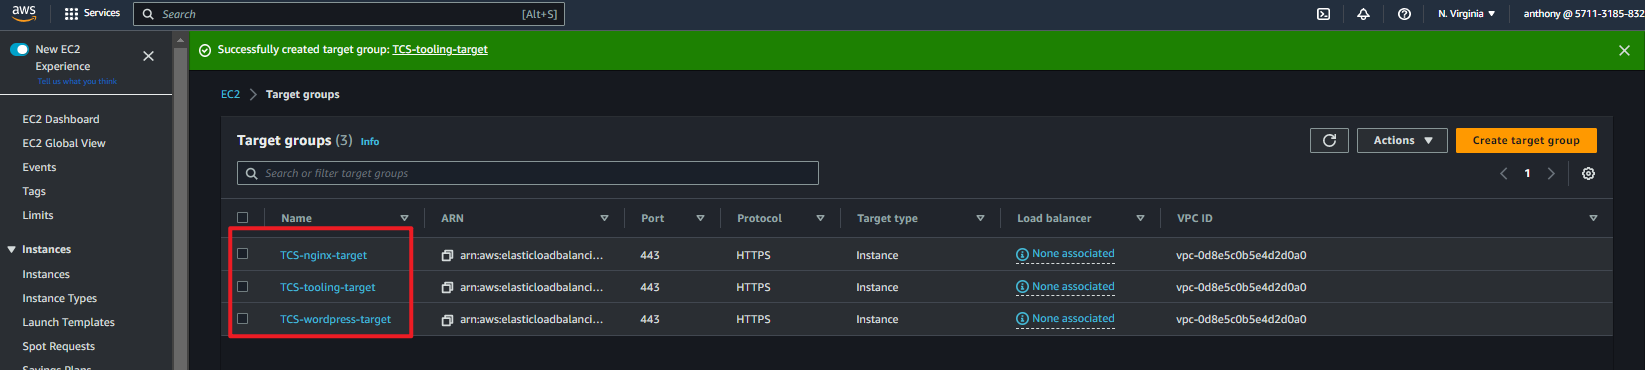 aws Services Search [Alt+S] N. Virginia anthony @ 5711-3185-832
New EC2
Experience
Tell us what you think
Successfully created target group: TCS-tooling-target
EC2 Dashboard
EC2 Global View
Events
Tags
Limits
Instances
Instances
Instance Types
Launch Templates
Spot Requests
Savings Plans
EC2 > Target groups
Target groups (3) Info
Actions
Create target group
Search or filter target groups
1
Name ARN Port Protocol Target type Load balancer VPC ID
TCS-nginx-target arn:aws:elasticloadbalanci... 443 HTTPS Instance None associated vpc-0d8e5c0b5e4d2d0a0
TCS-tooling-target arn:aws:elasticloadbalanci... 443 HTTPS Instance None associated vpc-0d8e5c0b5e4d2d0a0
TCS-wordpress-target arn:aws:elasticloadbalanci... 443 HTTPS Instance None associated vpc-0d8e5c0b5e4d2d0a0